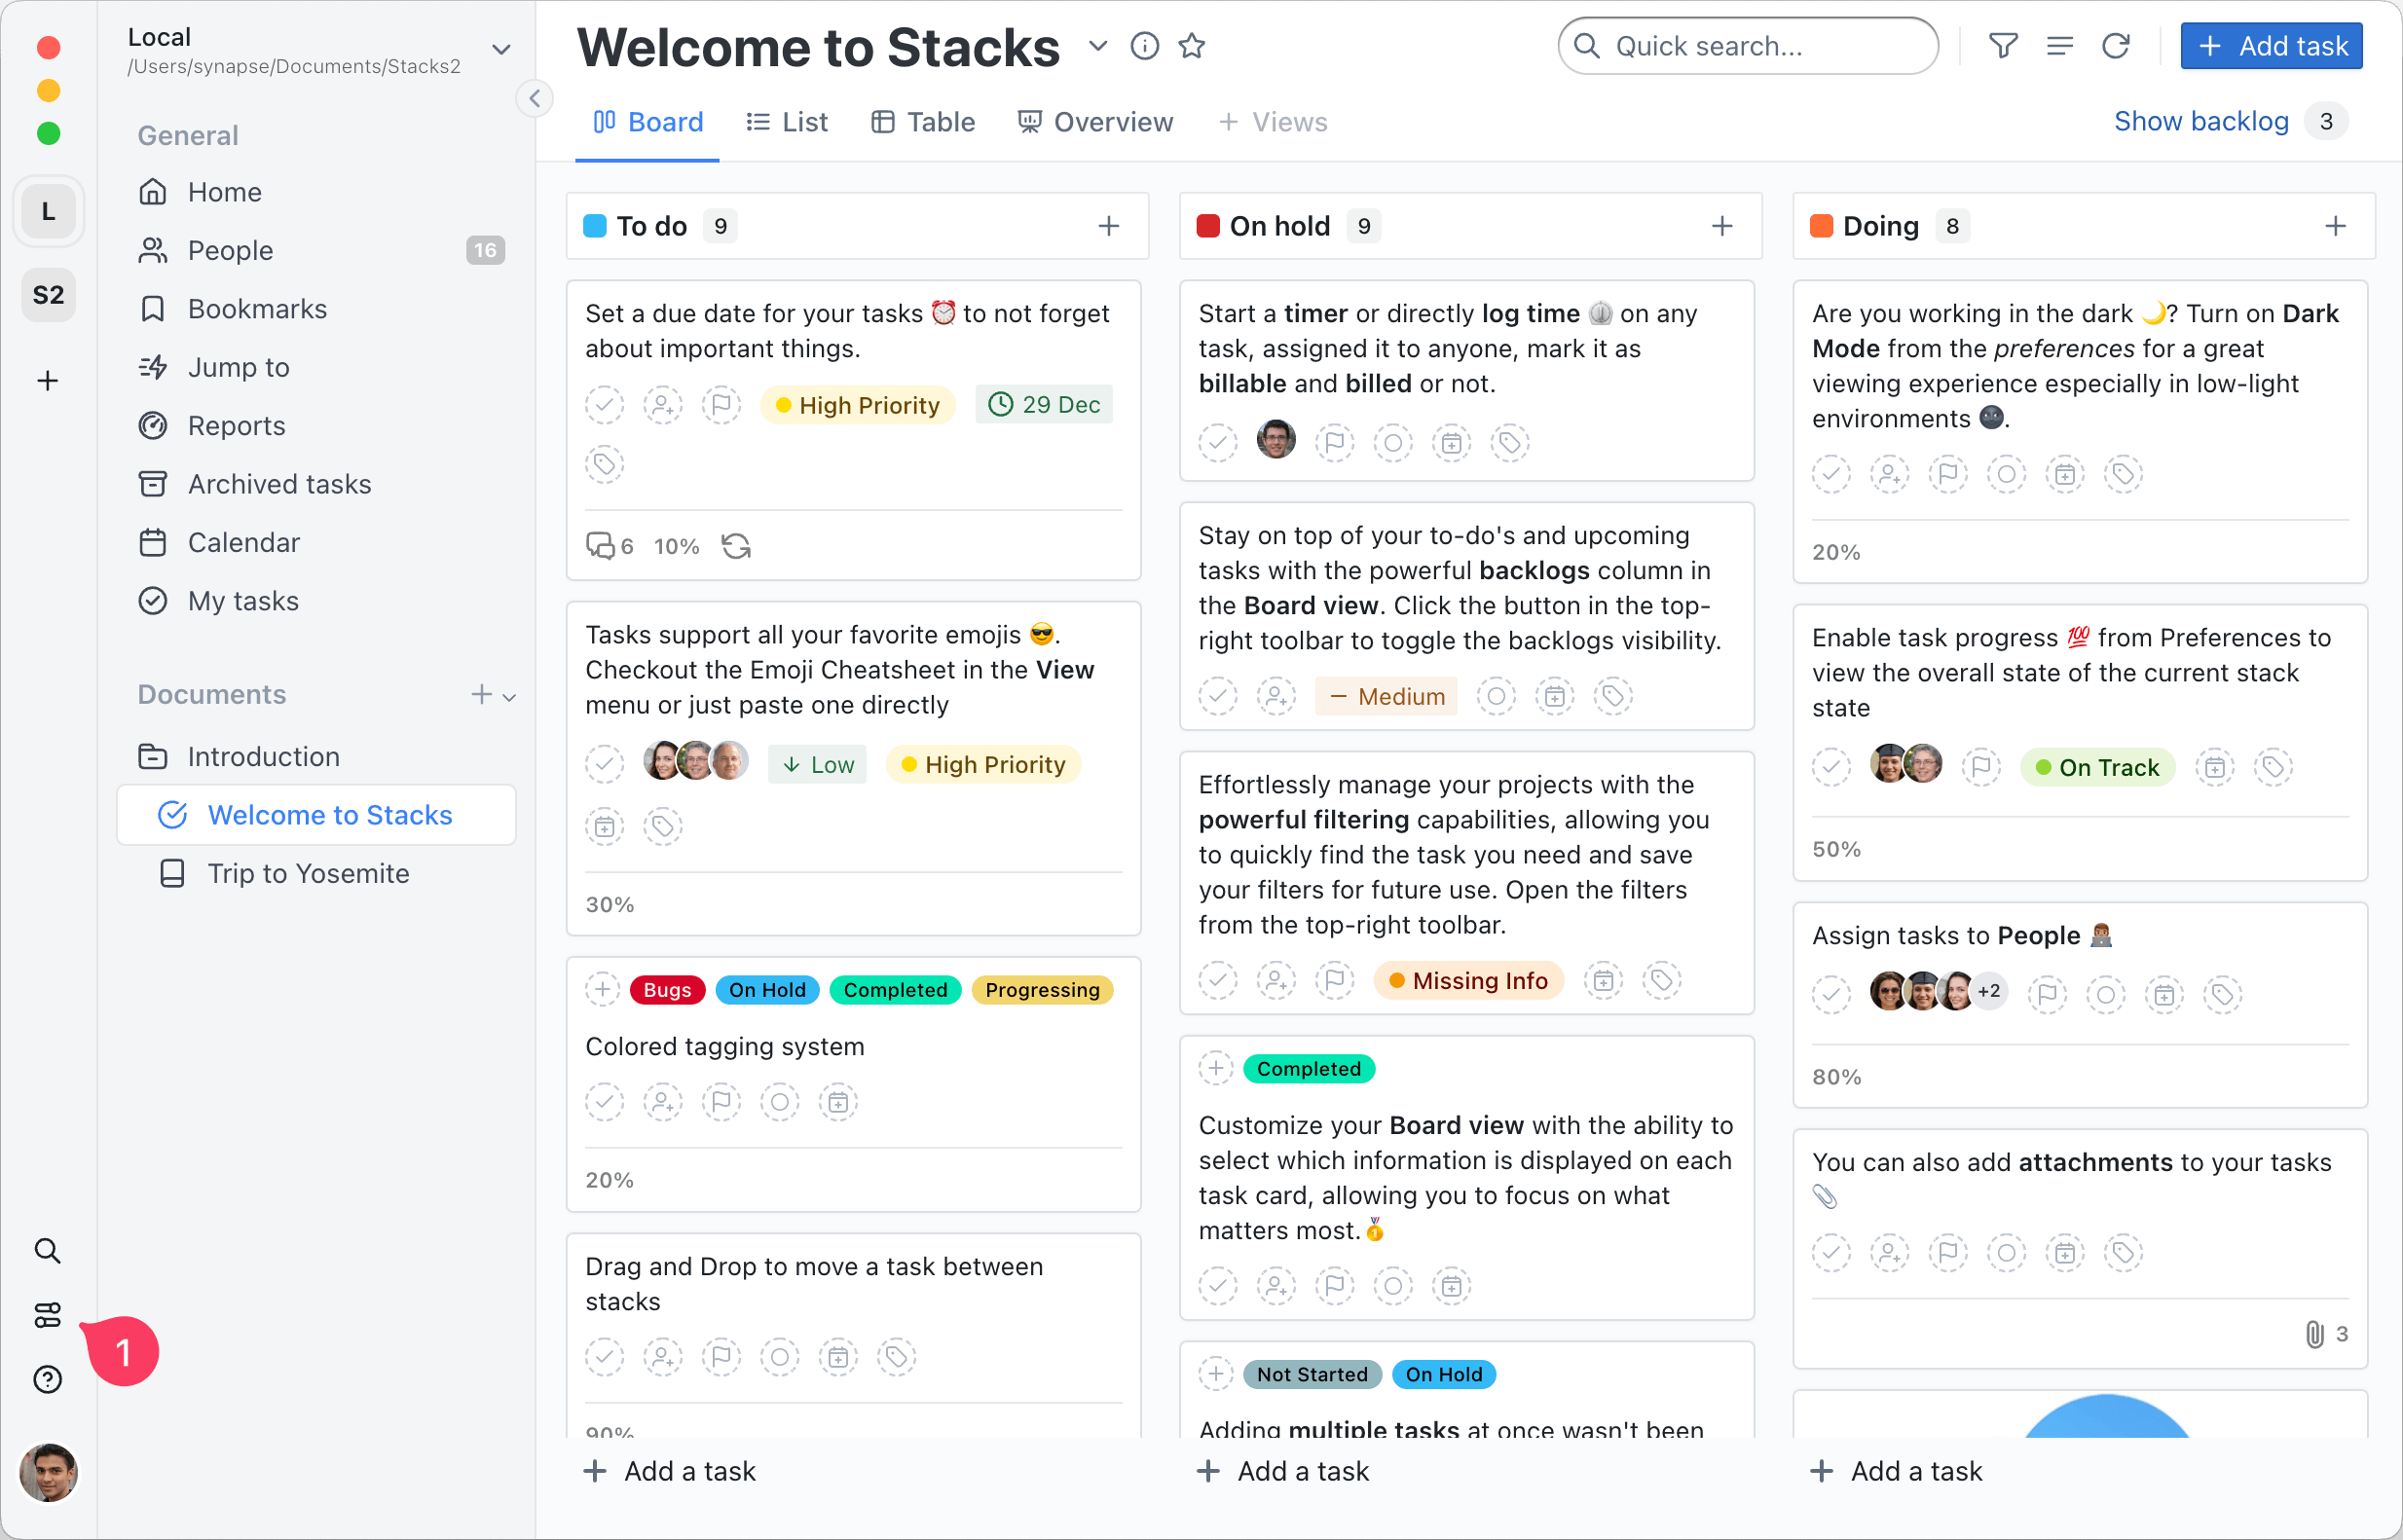 Local
/Users/synapse/Documents/Stacks2
L
S2
General
Home
People 16
Bookmarks
Jump to
Reports
Archived tasks
Calendar
My tasks
Documents
Introduction
Welcome to Stacks
Trip to Yosemite
1
Welcome to Stacks
Quick search...
Add task
Board
List
Table
Overview
Views
Show backlog 3
To do 9
Set a due date for your tasks ⏰ to not forget
about important things.
High Priority
29 Dec
6 10%
Tasks support all your favorite emojis 😎.
Checkout the Emoji Cheatsheet in the View
menu or just paste one directly
Low
High Priority
30%
Bugs On Hold Completed Progressing
Colored tagging system
20%
Drag and Drop to move a task between
stacks
90%
Add a task
On hold 9
Start a timer or directly log time ⏲️ on any
task, assigned it to anyone, mark it as
billable and billed or not.
Stay on top of your to-do's and upcoming
tasks with the powerful backlogs column in
the Board view. Click the button in the top-
right toolbar to toggle the backlogs visibility.
Medium
Effortlessly manage your projects with the
powerful filtering capabilities, allowing you
to quickly find the task you need and save
your filters for future use. Open the filters
from the top-right toolbar.
Missing Info
Completed
Customize your Board view with the ability to
select which information is displayed on each
task card, allowing you to focus on what
matters most.🥇
Not Started On Hold
Adding multiple tasks at once wasn't been
Add a task
Doing 8
Are you working in the dark 🌙? Turn on Dark
Mode from the preferences for a great
viewing experience especially in low-light
environments 🌚.
20%
Enable task progress 💯 from Preferences to
view the overall state of the current stack
state
On Track
50%
Assign tasks to People 👨🏽‍💻
+2
80%
You can also add attachments to your tasks
📎
3
Add a task